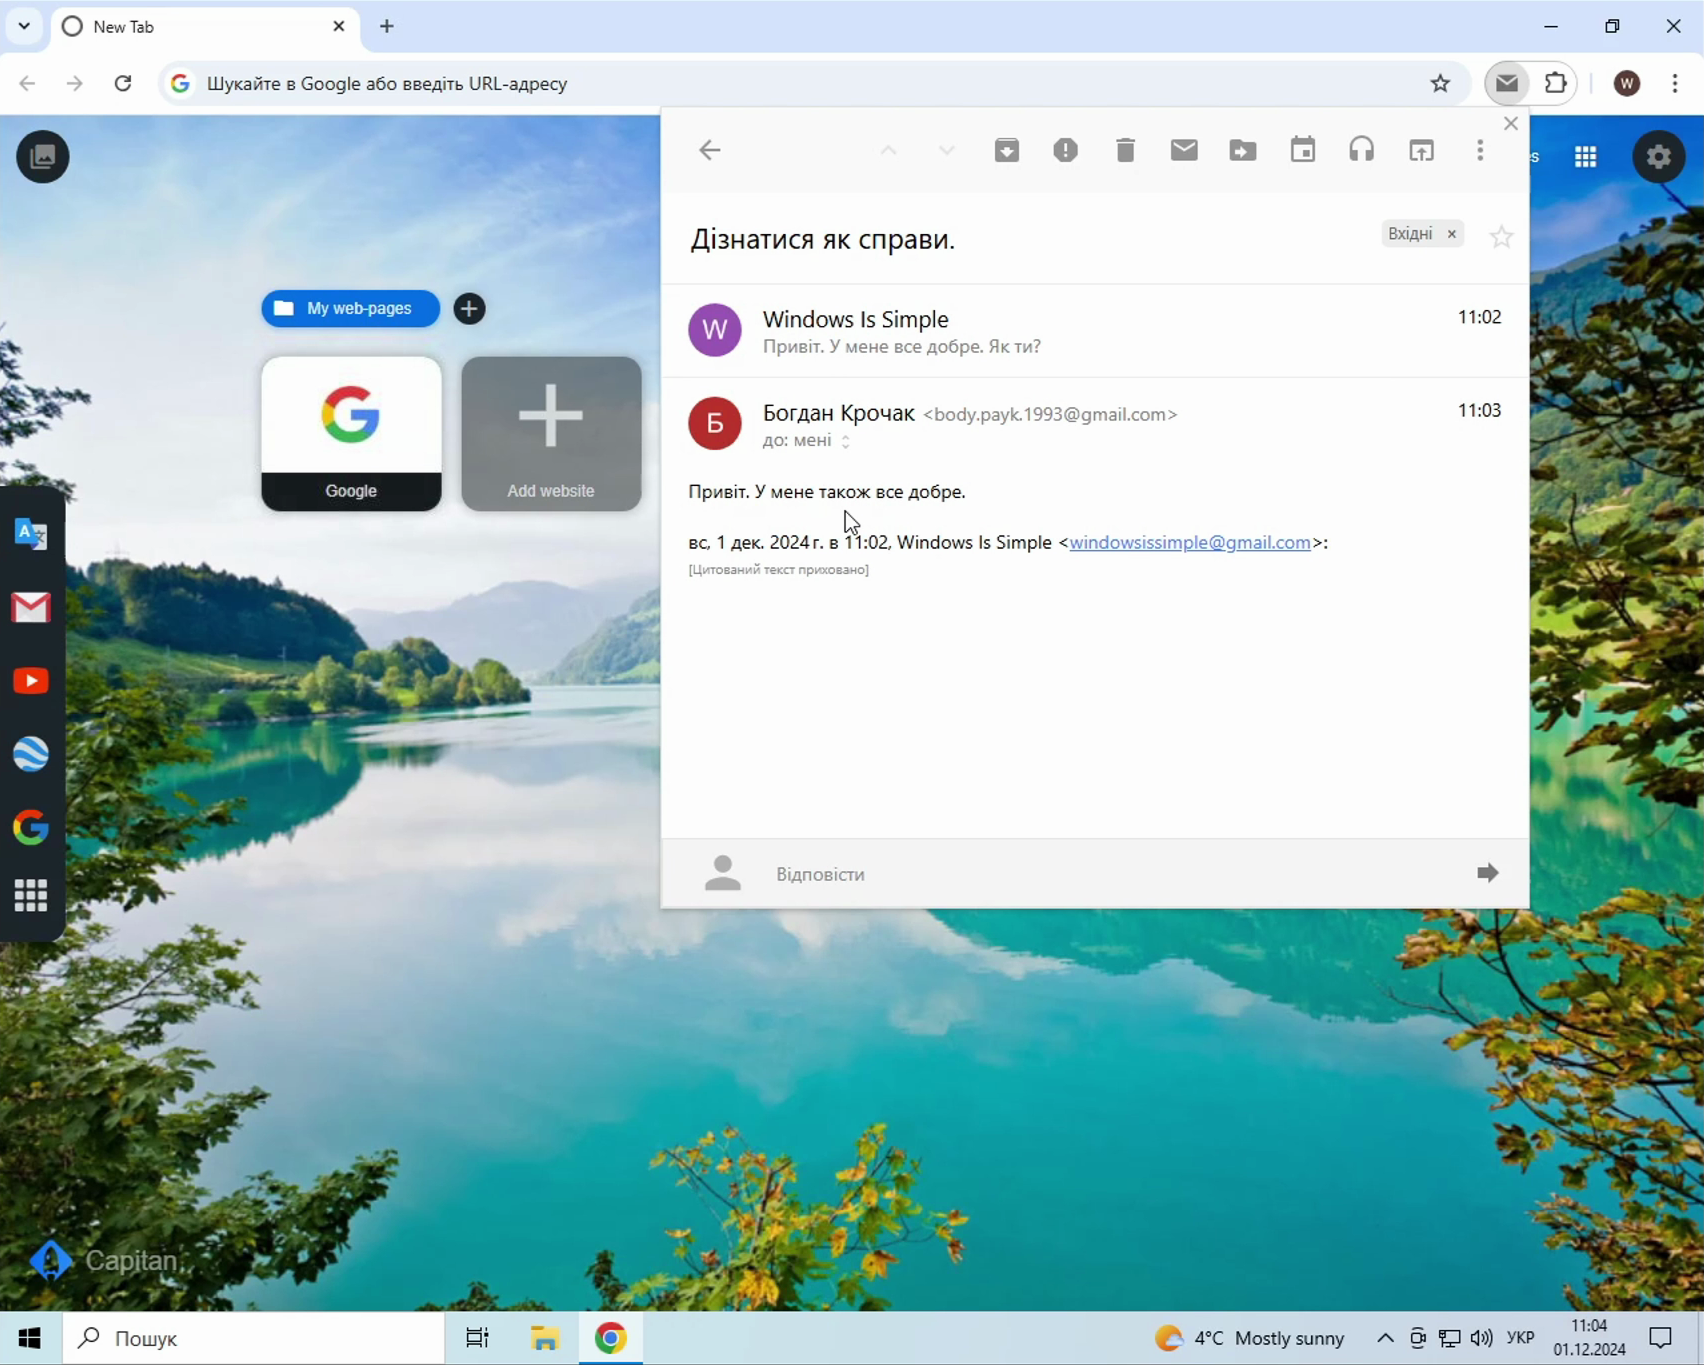 New Tab
Шукайте в Google або введіть URL-адресу
W
Дізнатися як справи.
Вхідні ×
My web-pages
Google
Add website
W
Windows Is Simple
11:02
Привіт. У мене все добре. Як ти?
Б
Богдан Крочак <body.payk.1993@gmail.com>
11:03
до: мені
Привіт. У мене також все добре.
вс, 1 дек. 2024 г. в 11:02, Windows Is Simple <windowsissimple@gmail.com>:
[Цитований текст приховано]
Відповісти
Capitan
Пошук
4°C Mostly sunny
УКР
11:04
01.12.2024